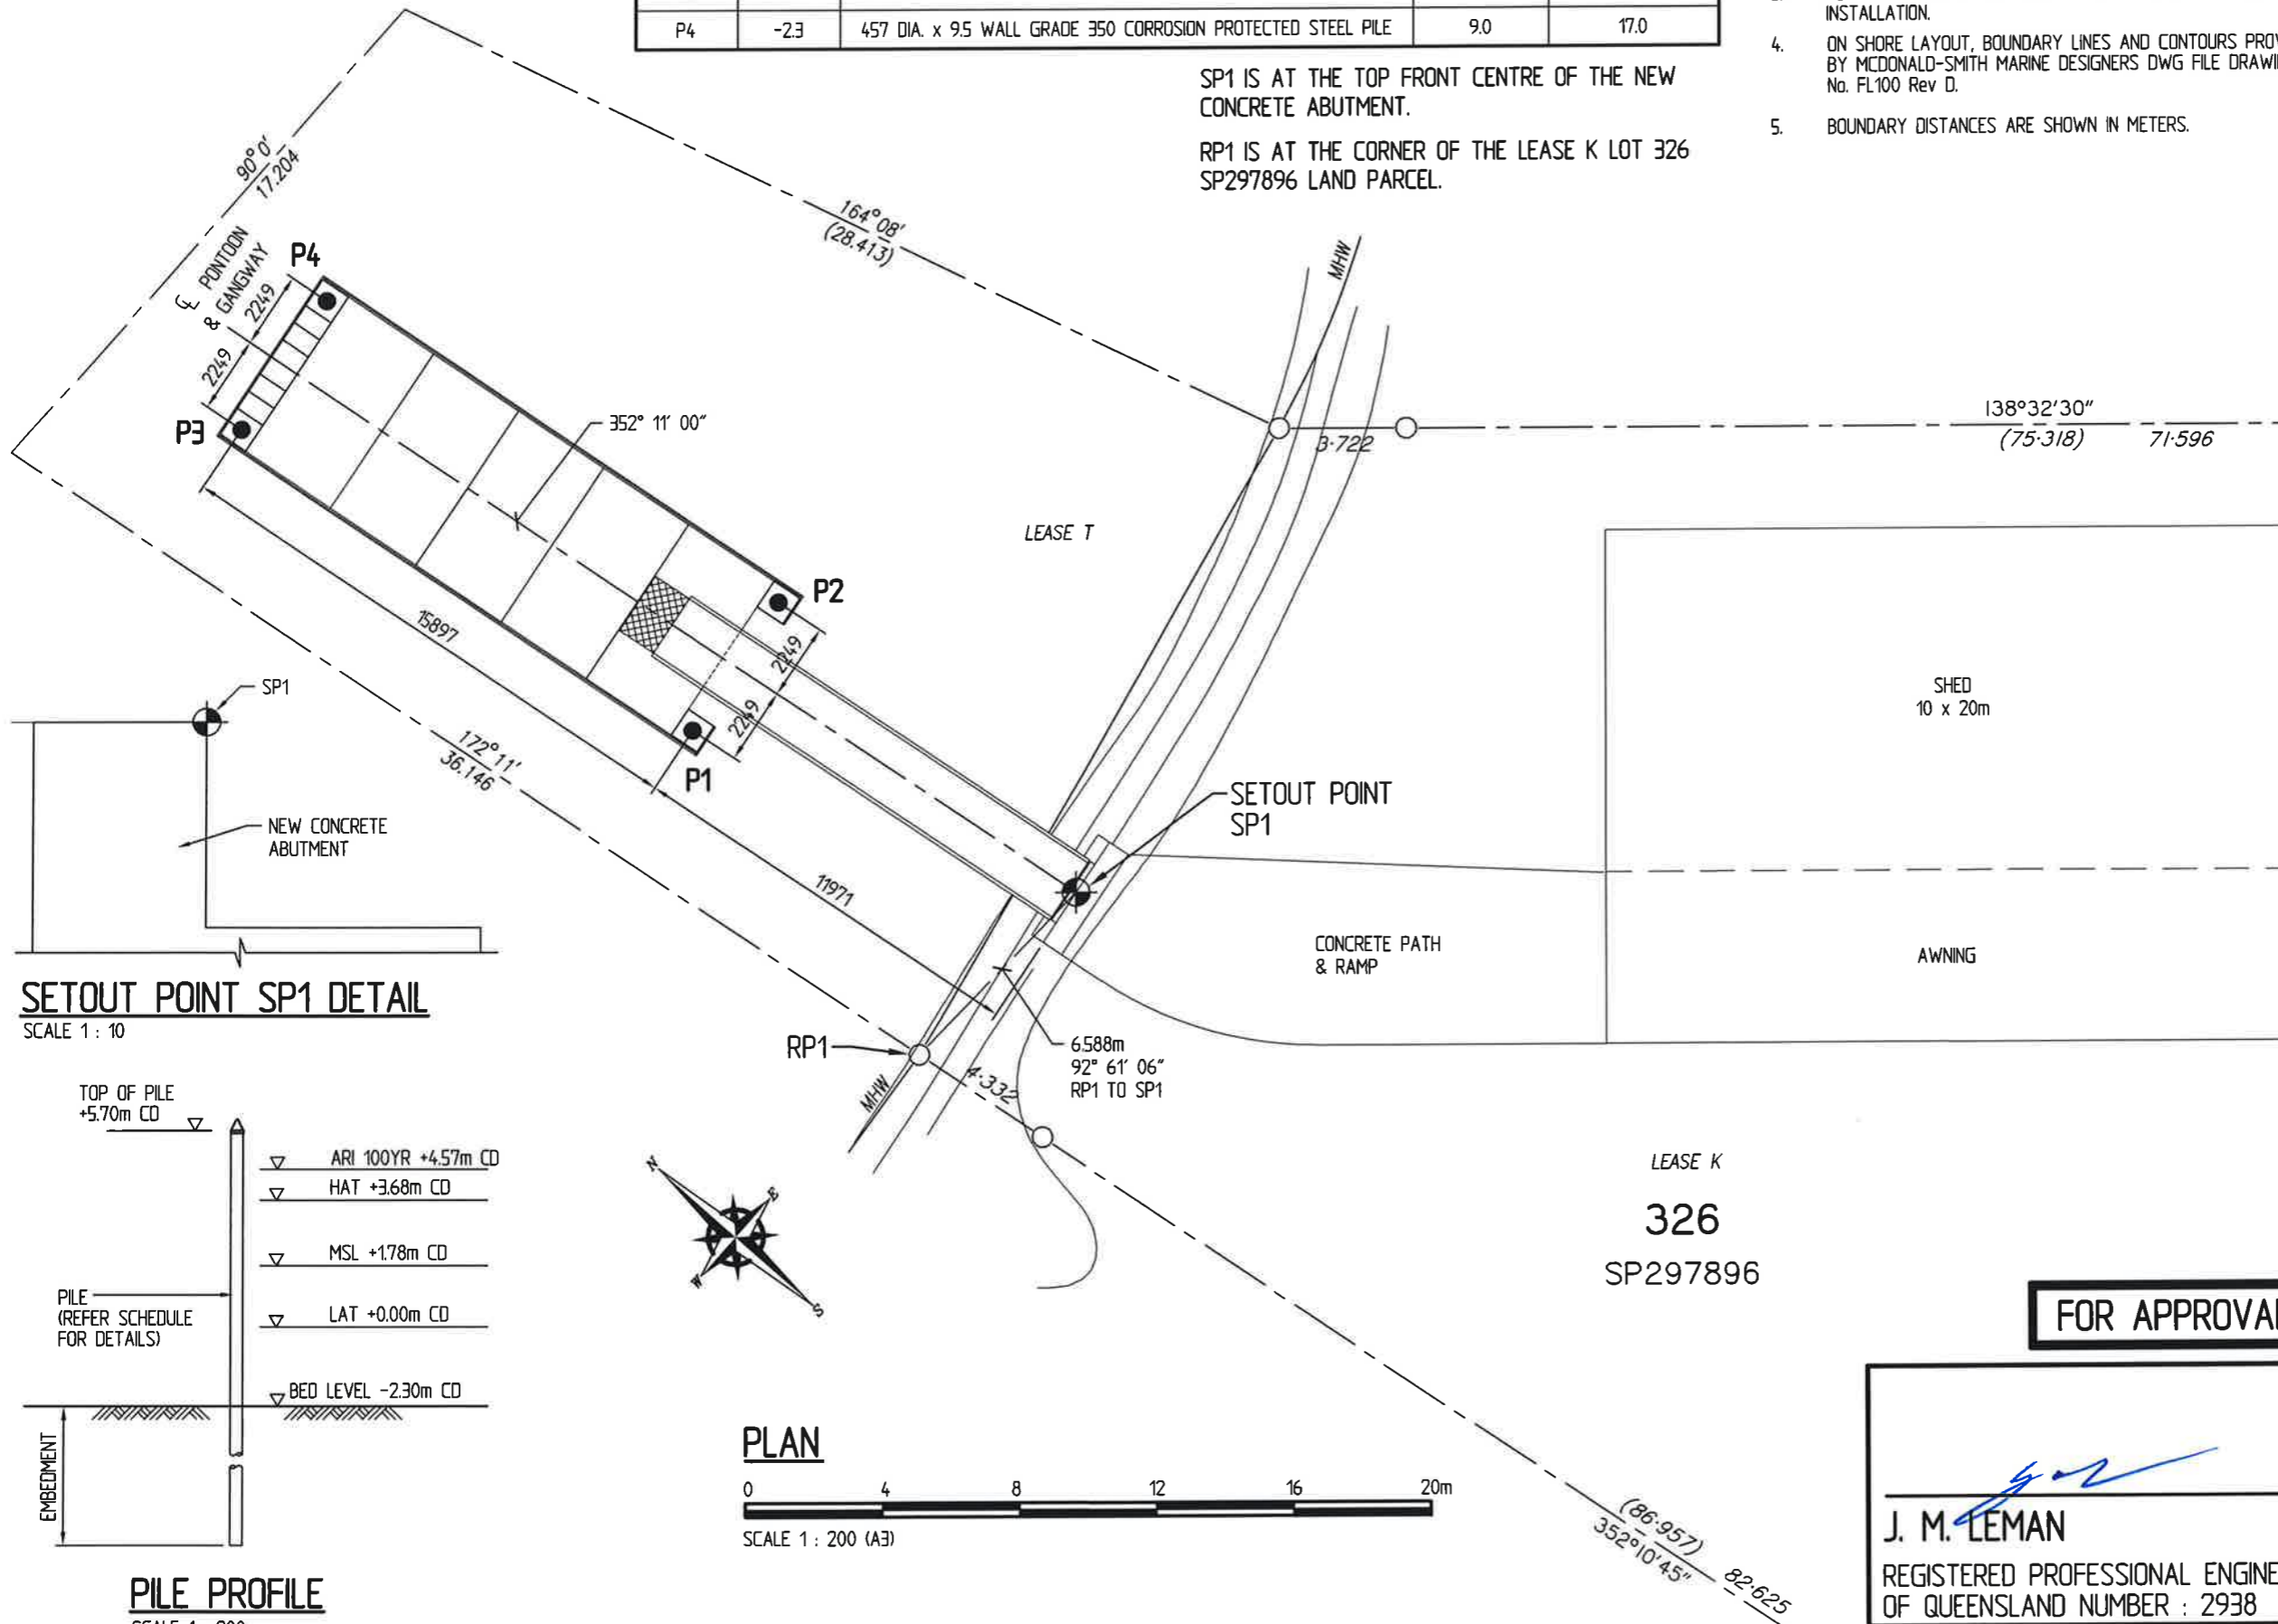 P4 -2.3 457 DIA. x 9.5 WALL GRADE 350 CORROSION PROTECTED STEEL PILE 9.0 17.0
INSTALLATION.
4. ON SHORE LAYOUT, BOUNDARY LINES AND CONTOURS
BY MCDONALD-SMITH MARINE DESIGNERS DWG FILE
No. FL100 Rev D.
5. BOUNDARY DISTANCES ARE SHOWN IN METERS.
SP1 IS AT THE TOP FRONT CENTRE OF THE NEW
CONCRETE ABUTMENT.
RP1 IS AT THE CORNER OF THE LEASE K LOT 326
SP297896 LAND PARCEL.
90°0'
17.204
164°08'
(28.413)
MHW
℄ PONTOON
& GANGWAY
P4
2249
2249
P3
352° 11' 00"
3·722
138°32'30"
(75·318) 71·596
LEASE T
P2
15897
2249
2249
P1
172°11'
36.146
SHED
10 x 20m
SETOUT POINT
SP1
11971
CONCRETE PATH
& RAMP
AWNING
RP1
6.588m
92° 61' 06"
RP1 TO SP1
4·332
MHW
SP1
NEW CONCRETE
ABUTMENT
SETOUT POINT SP1 DETAIL
SCALE 1 : 10
TOP OF PILE
+5.70m CD
ARI 100YR +4.57m CD
HAT +3.68m CD
MSL +1.78m CD
PILE
(REFER SCHEDULE
FOR DETAILS)
LAT +0.00m CD
BED LEVEL -2.30m CD
EMBEDMENT
PILE PROFILE
N
E
W
S
LEASE K
326
SP297896
PLAN
0 4 8 12 16 20m
SCALE 1 : 200 (A3)
(86·957)
352°10'45"
82·625
FOR APPROVAL
J. M. LEMAN
REGISTERED PROFESSIONAL
OF QUEENSLAND NUMBER : 2938